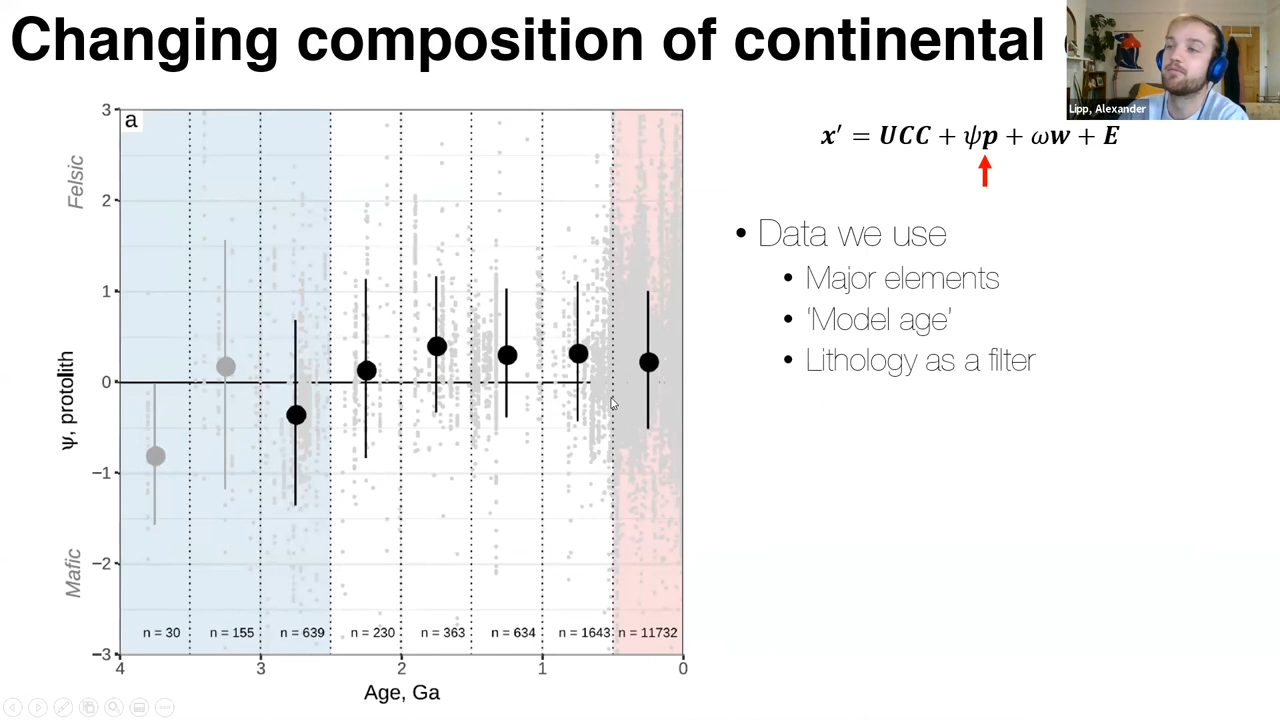 Changing composition of continental
Lipp, Alexander
x' = UCC + ψp + ωw + E
a
Felsic
Mafic
ψ, protolith
3
2
1
0
−1
−2
−3
n = 30 n = 155 n = 639 n = 230 n = 363 n = 634 n = 1643 n = 11732
4 3 2 1 0
Age, Ga
• Data we use
• Major elements
• 'Model age'
• Lithology as a filter